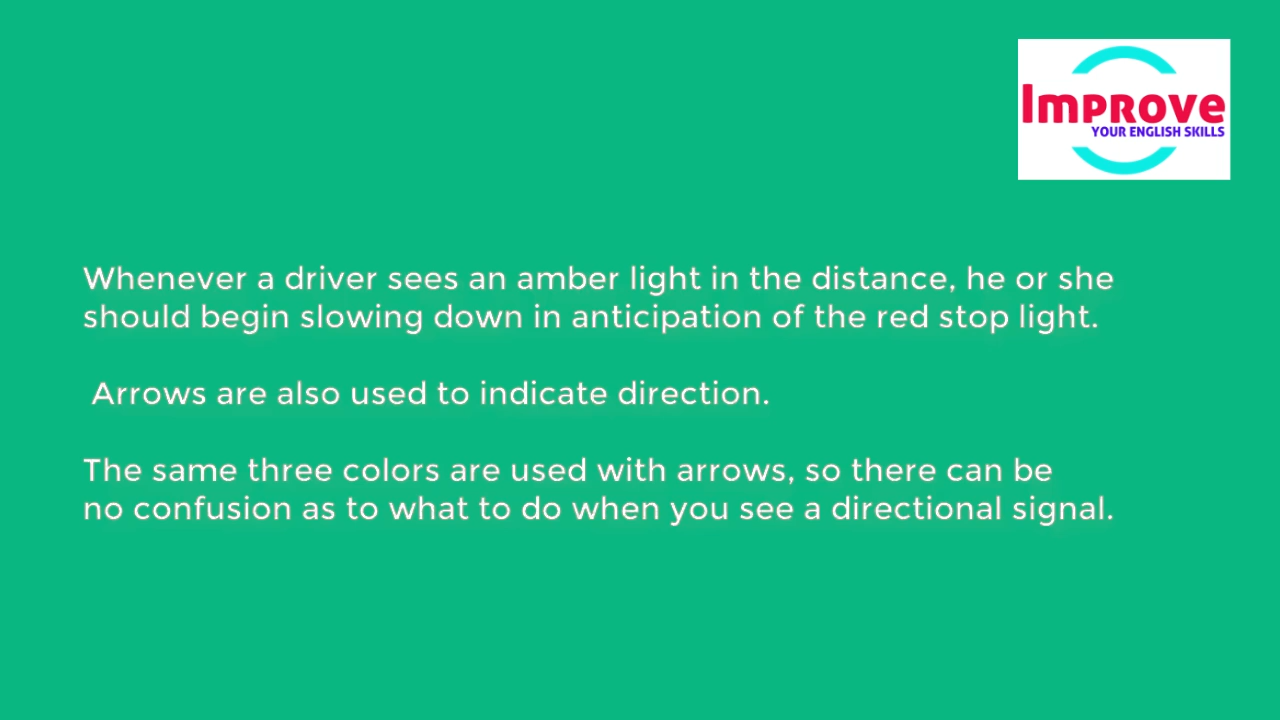 Improve
YOUR ENGLISH SKILLS
Whenever a driver sees an amber light in the distance, he or she
should begin slowing down in anticipation of the red stop light.
Arrows are also used to indicate direction.
The same three colors are used with arrows, so there can be
no confusion as to what to do when you see a directional signal.